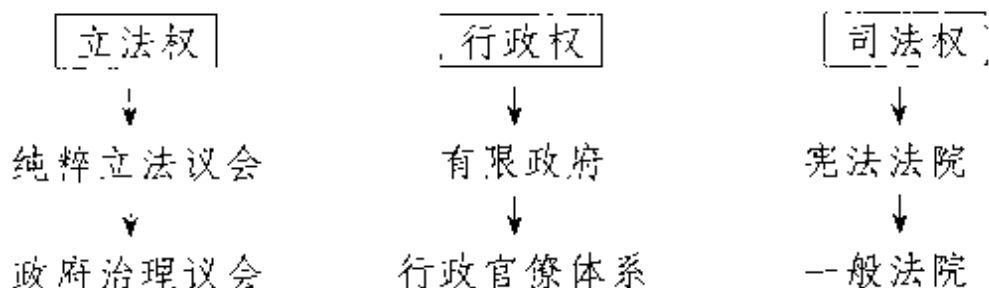 立法权 行政权 司法权
纯粹立法议会 有限政府 宪法法院
政府治理议会 行政官僚体系 一般法院